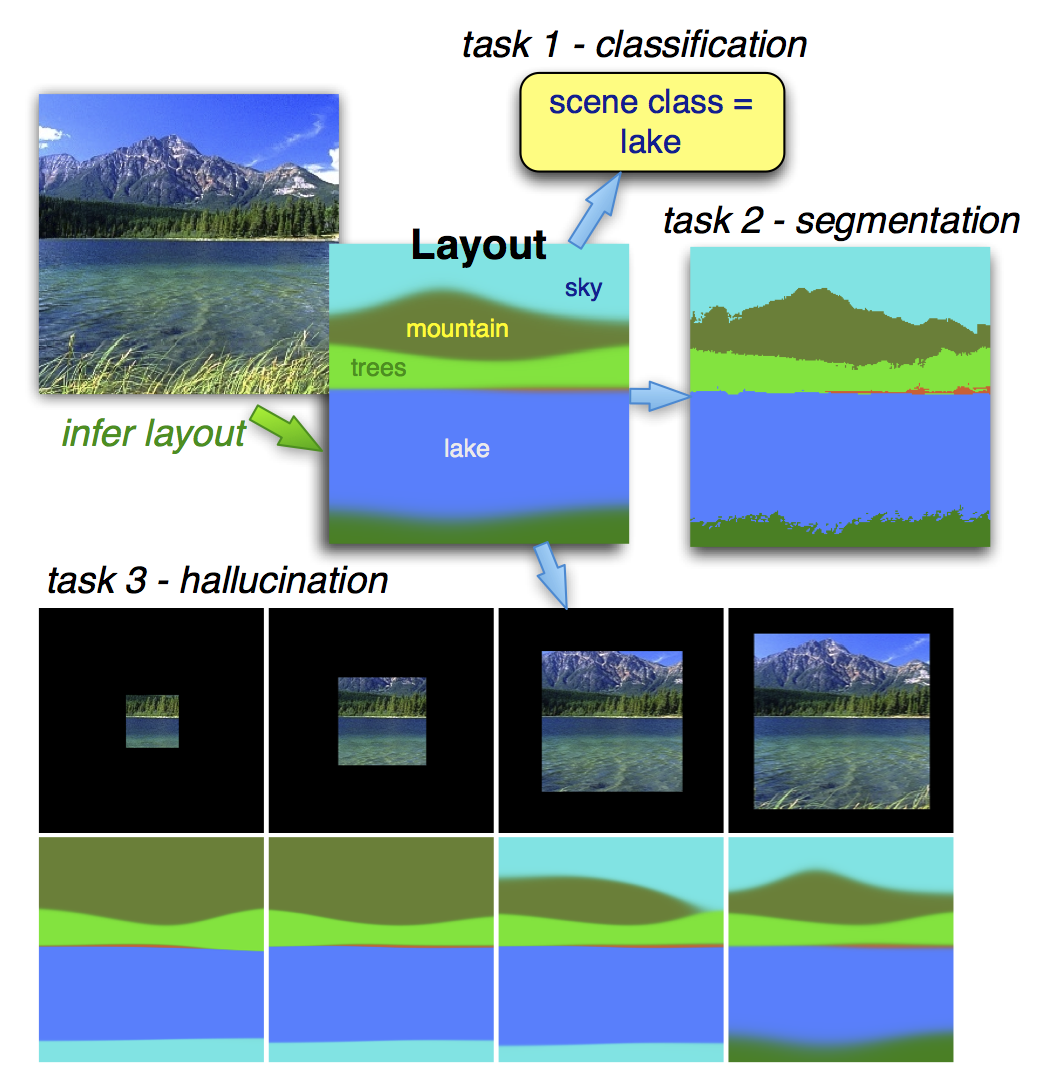 task 1 - classification
scene class =
lake
task 2 - segmentation
Layout
sky
mountain
trees
infer layout
lake
task 3 - hallucination